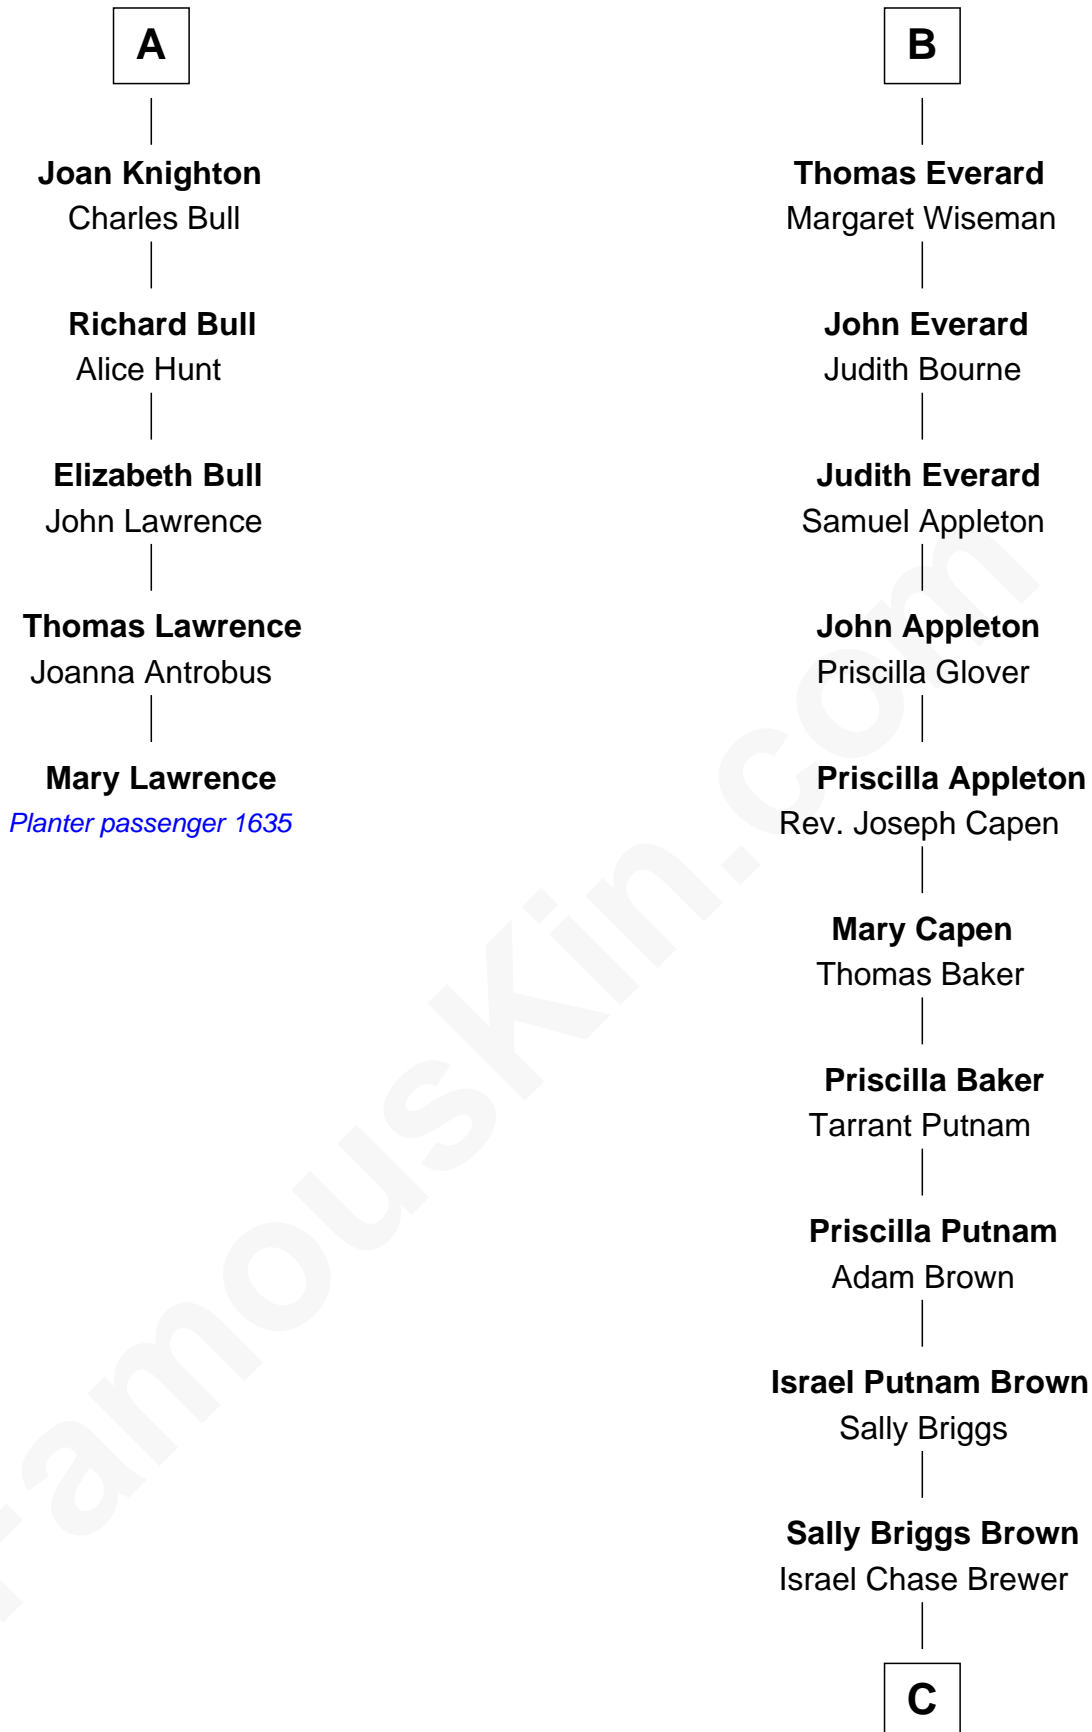 A
Joan Knighton
Charles Bull
Richard Bull
Alice Hunt
Elizabeth Bull
John Lawrence
Thomas Lawrence
Joanna Antrobus
Mary Lawrence
Planter passenger 1635
B
Thomas Everard
Margaret Wiseman
John Everard
Judith Bourne
Judith Everard
Samuel Appleton
John Appleton
Priscilla Glover
Priscilla Appleton
Rev. Joseph Capen
Mary Capen
Thomas Baker
Priscilla Baker
Tarrant Putnam
Priscilla Putnam
Adam Brown
Israel Putnam Brown
Sally Briggs
Sally Briggs Brown
Israel Chase Brewer
C
FamousKin.com